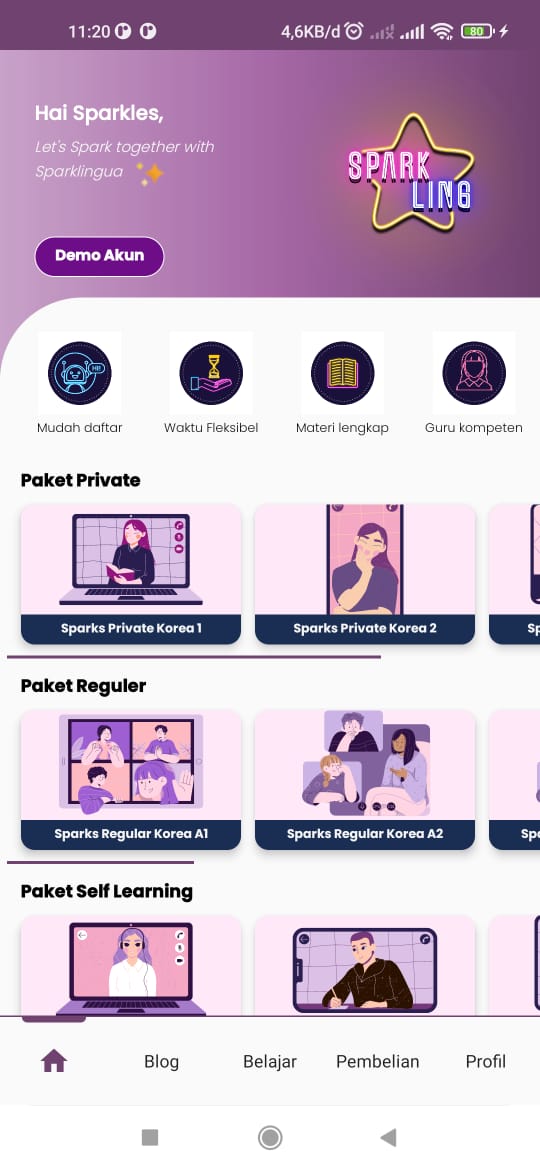 11:20
4,6KB/d
80
Hai Sparkles,
Let's Spark together with
Sparklingua
SPARK
LING
Demo Akun
HI!
Mudah daftar
Waktu Fleksibel
Materi lengkap
Guru kompeten
Paket Private
Sparks Private Korea 1
Sparks Private Korea 2
Sp
Paket Reguler
Sparks Regular Korea A1
Sparks Regular Korea A2
Spa
Paket Self Learning
Blog
Belajar
Pembelian
Profil